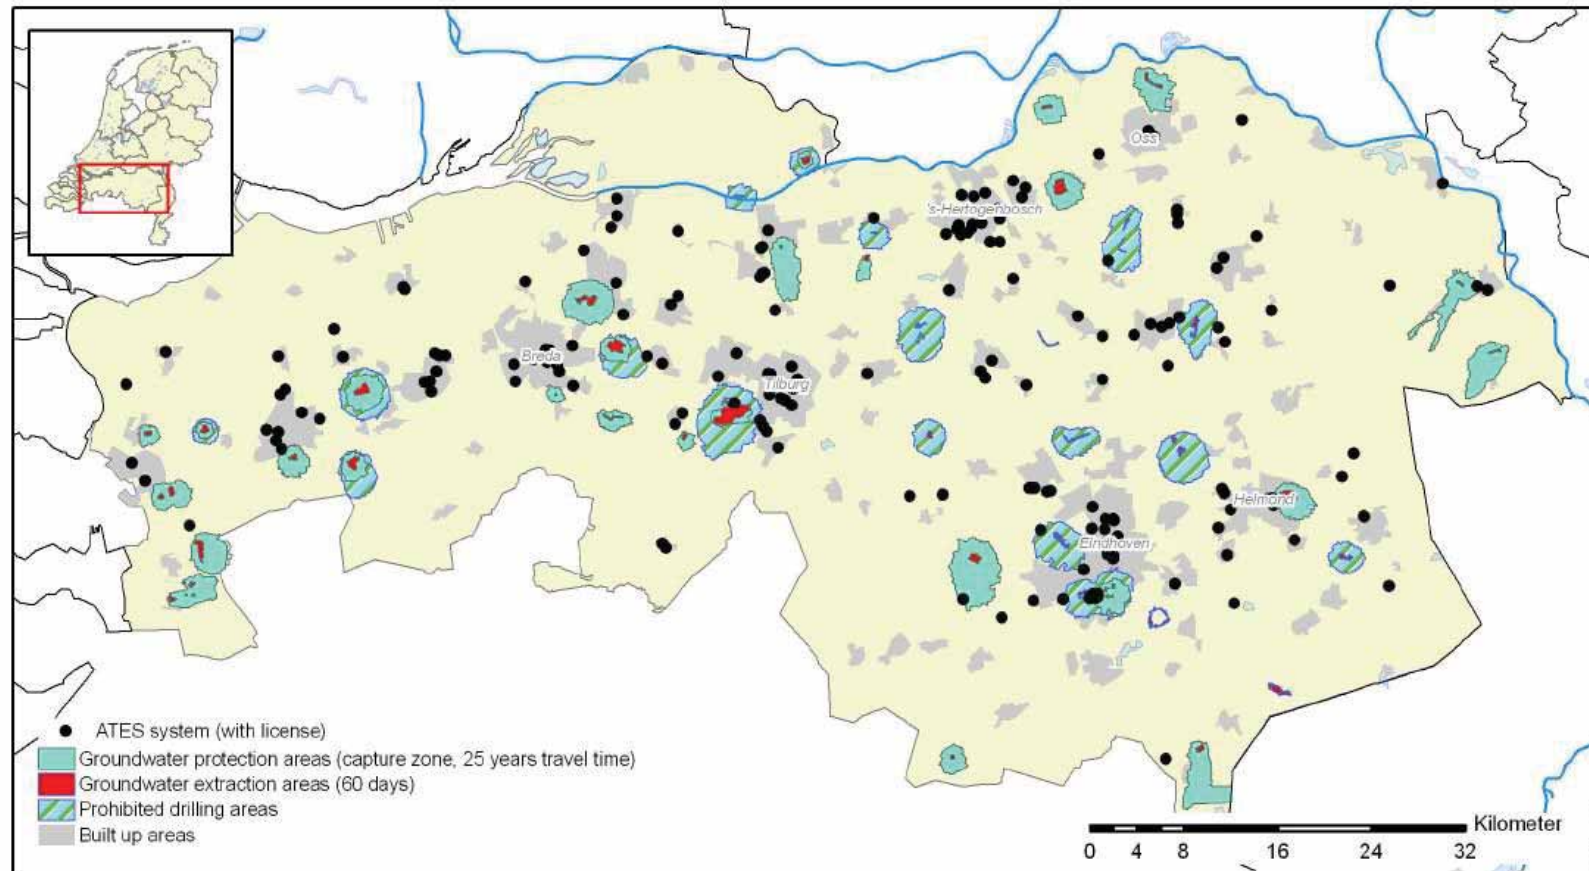 Oss
's-Hertogenbosch
Breda
Tilburg
Helmond
Eindhoven
ATES system (with license)
Groundwater protection areas (capture zone, 25 years travel time)
Groundwater extraction areas (60 days)
Prohibited drilling areas
Built up areas
Kilometer
0 4 8 16 24 32